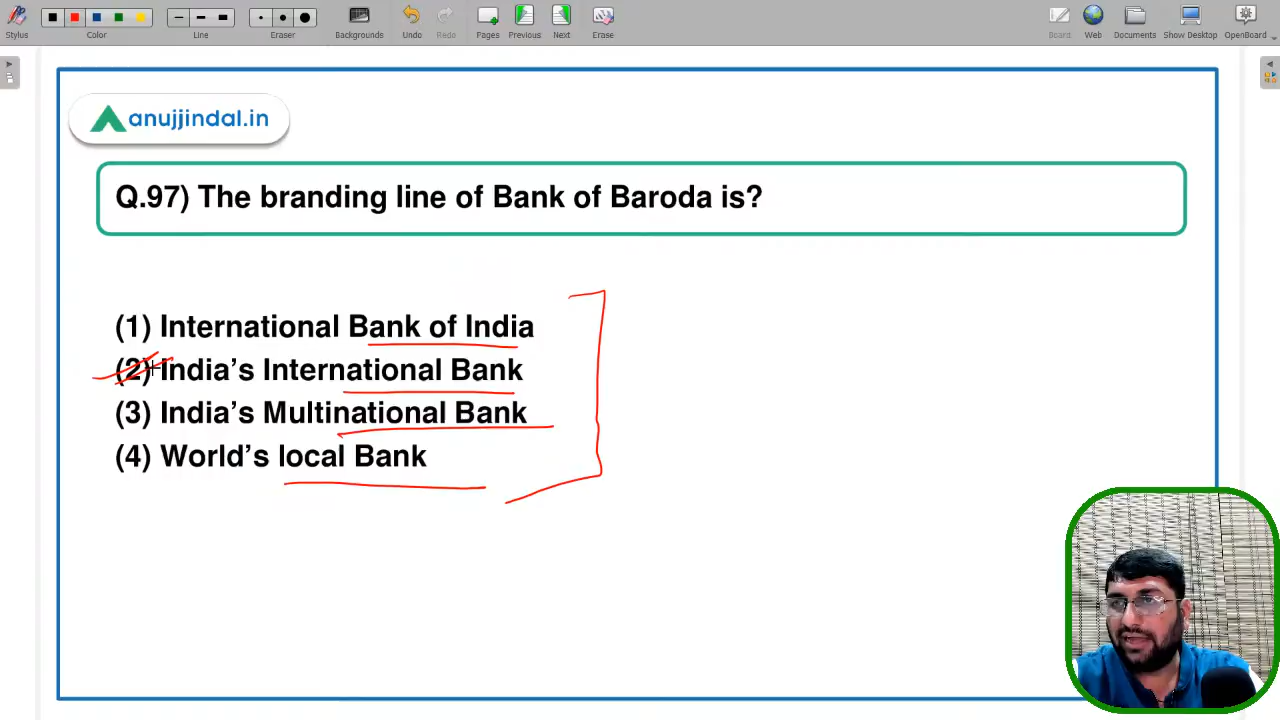 Stylus
Color
Line
Eraser
Backgrounds
Undo
Redo
Pages
Previous
Next
Erase
Board
Web
Documents
Show Desktop
OpenBoard
anujjindal.in
Q.97) The branding line of Bank of Baroda is?
(1) International Bank of India
(2) India’s International Bank
(3) India’s Multinational Bank
(4) World’s local Bank